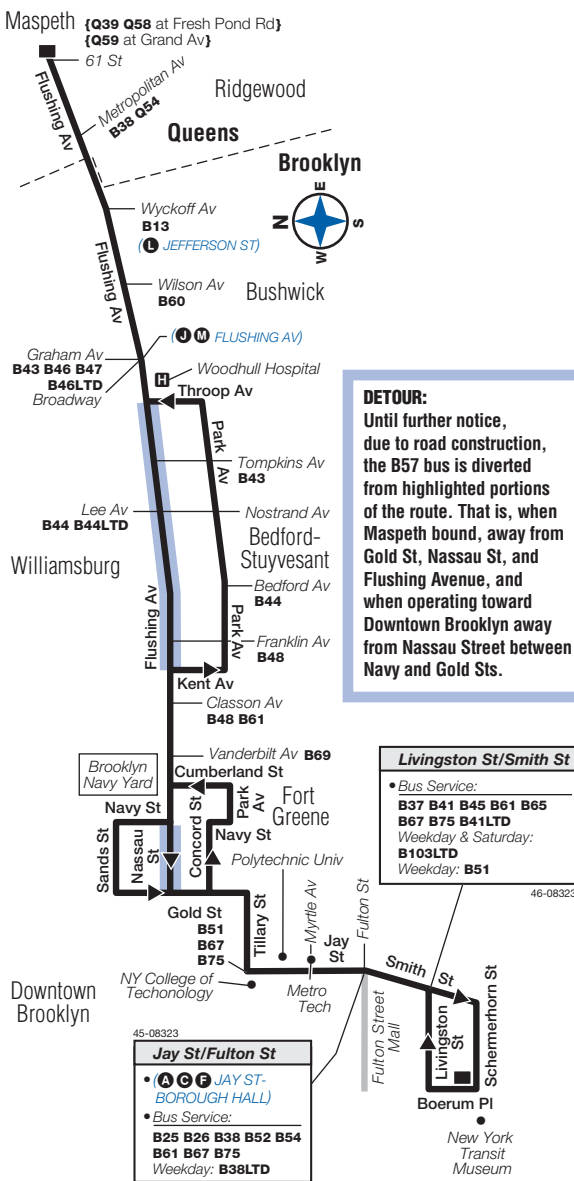 Maspeth {Q39 Q58 at Fresh Pond Rd}
{Q59 at Grand Av}
61 St
Flushing Av
Metropolitan Av
B38 Q54
Ridgewood
Queens
Brooklyn
E
N
S
W
Wyckoff Av
B13
(L JEFFERSON ST)
Flushing Av
Wilson Av
B60
Bushwick
(J M FLUSHING AV)
Graham Av
B43 B46 B47
B46LTD
Broadway
H Woodhull Hospital
Throop Av
Park Av
Tompkins Av
B43
Lee Av
B44 B44LTD
Nostrand Av
Bedford-
Stuyvesant
Williamsburg
Bedford Av
B44
Flushing Av
Park Av
Franklin Av
B48
Kent Av
Classon Av
B48 B61
DETOUR:
Until further notice,
due to road construction,
the B57 bus is diverted
from highlighted portions
of the route. That is, when
Maspeth bound, away from
Gold St, Nassau St, and
Flushing Avenue, and
when operating toward
Downtown Brooklyn away
from Nassau Street between
Navy and Gold Sts.
Vanderbilt Av B69
Brooklyn
Navy Yard
Cumberland St
Park Av
Fort
Greene
Navy St
Sands St
Nassau St
Concord St
Navy St
Polytechnic Univ
Gold St
B51
B67
B75
Tillary St
Myrtle Av
Jay
St
Fulton St
Smith St
Livingston St/Smith St
• Bus Service:
B37 B41 B45 B61 B65
B67 B75 B41LTD
Weekday & Saturday:
B103LTD
Weekday: B51
46-08323
NY College of
Techonology
Metro
Tech
Downtown
Brooklyn
Fulton Street
Mall
Livingston
St
Schermerhorn St
Boerum Pl
New York
Transit
Museum
45-08323
Jay St/Fulton St
• (A C F JAY ST-
BOROUGH HALL)
• Bus Service:
B25 B26 B38 B52 B54
B61 B67 B75
Weekday: B38LTD